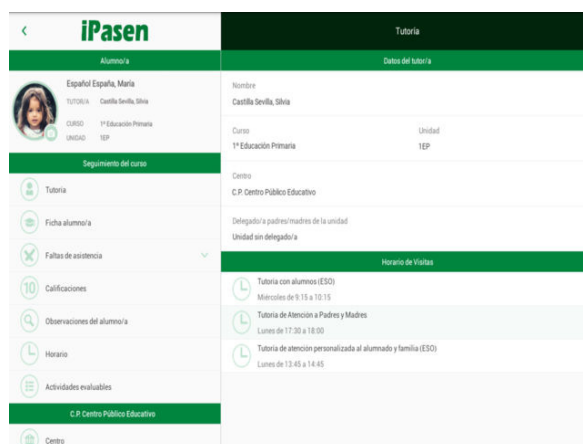 iPasen
Alumno/a
Español España, María
TUTOR/A Castilla Sevilla, Silvia
CURSO 1º Educación Primaria
UNIDAD 1EP
Seguimiento del curso
Tutoría
Ficha alumno/a
Faltas de asistencia
10 Calificaciones
Observaciones del alumno/a
Horario
Actividades evaluables
C.P. Centro Público Educativo
Centro
Tutoría
Datos del tutor/a
Nombre
Castilla Sevilla, Silvia
Curso Unidad
1ª Educación Primaria 1EP
Centro
C.P. Centro Público Educativo
Delegado/a padres/madres de la unidad
Unidad sin delegado/a
Horario de Visitas
Tutoría con alumnos (ESO)
Miércoles de 9:15 a 10:15
Tutoría de Atención a Padres y Madres
Lunes de 17:30 a 18:00
Tutoría de atención personalizada al alumnado y familia (ESO)
Lunes de 13:45 a 14:45